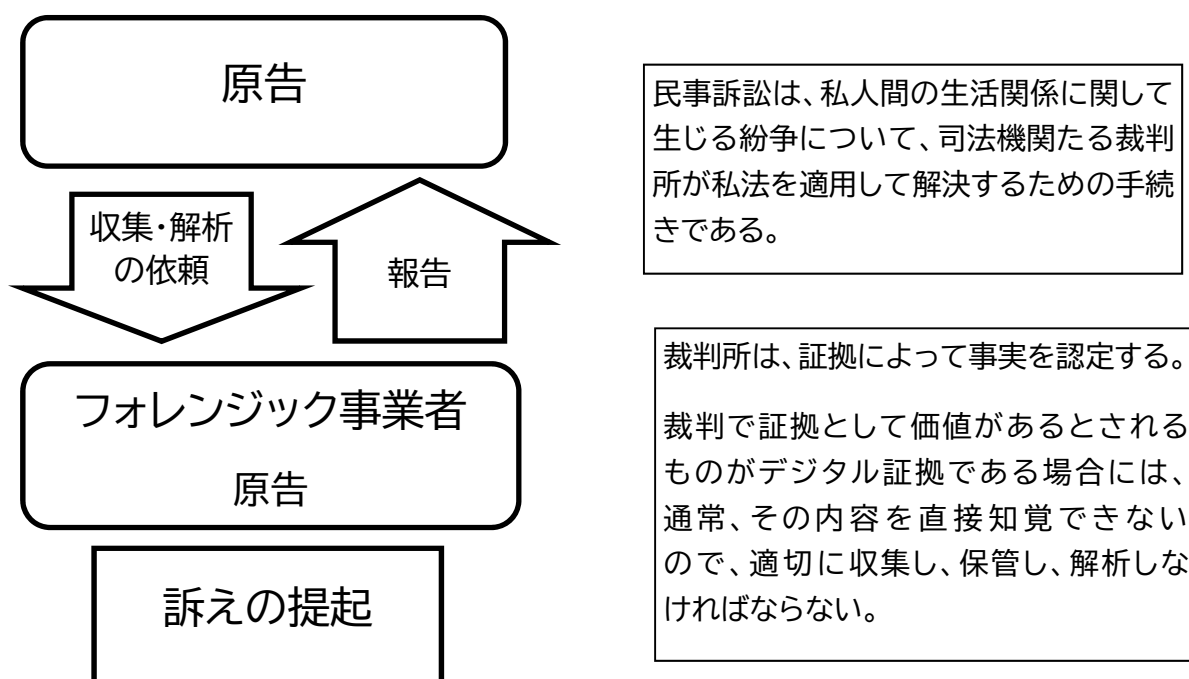 原告
収集・解析
の依頼
報告
フォレンジック事業者
原告
訴えの提起
民事訴訟は、私人間の生活関係に関して
生じる紛争について、司法機関たる裁判
所が私法を適用して解決するための手続
きである。
裁判所は、証拠によって事実を認定する。
裁判で証拠として価値があるとされる
ものがデジタル証拠である場合には、
通常、その内容を直接知覚できない
ので、適切に収集し、保管し、解析しな
ければならない。